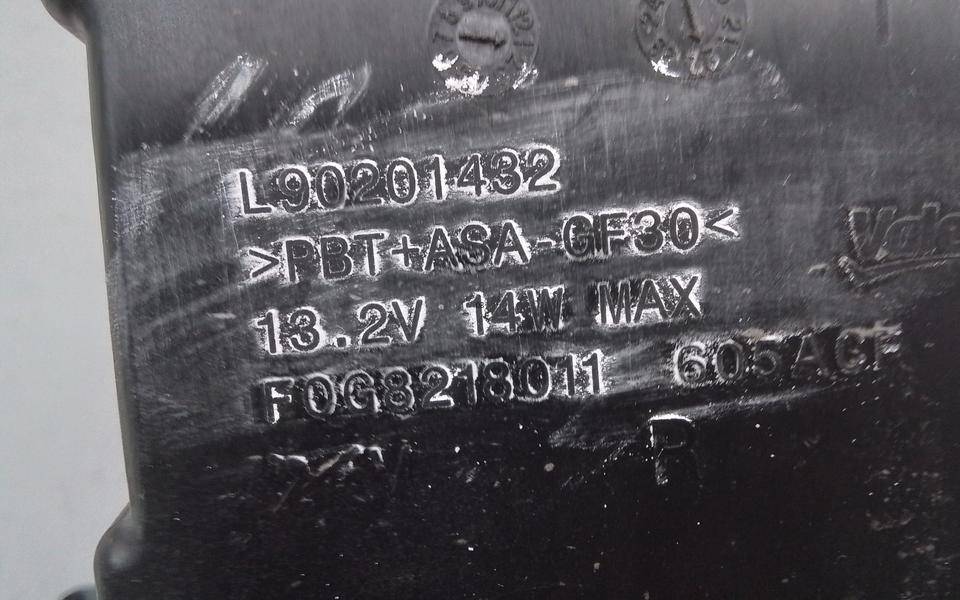 L90201432
>PBT+ASA-GF30<
13.2V 14W MAX
F0G8218011 605ACF
R